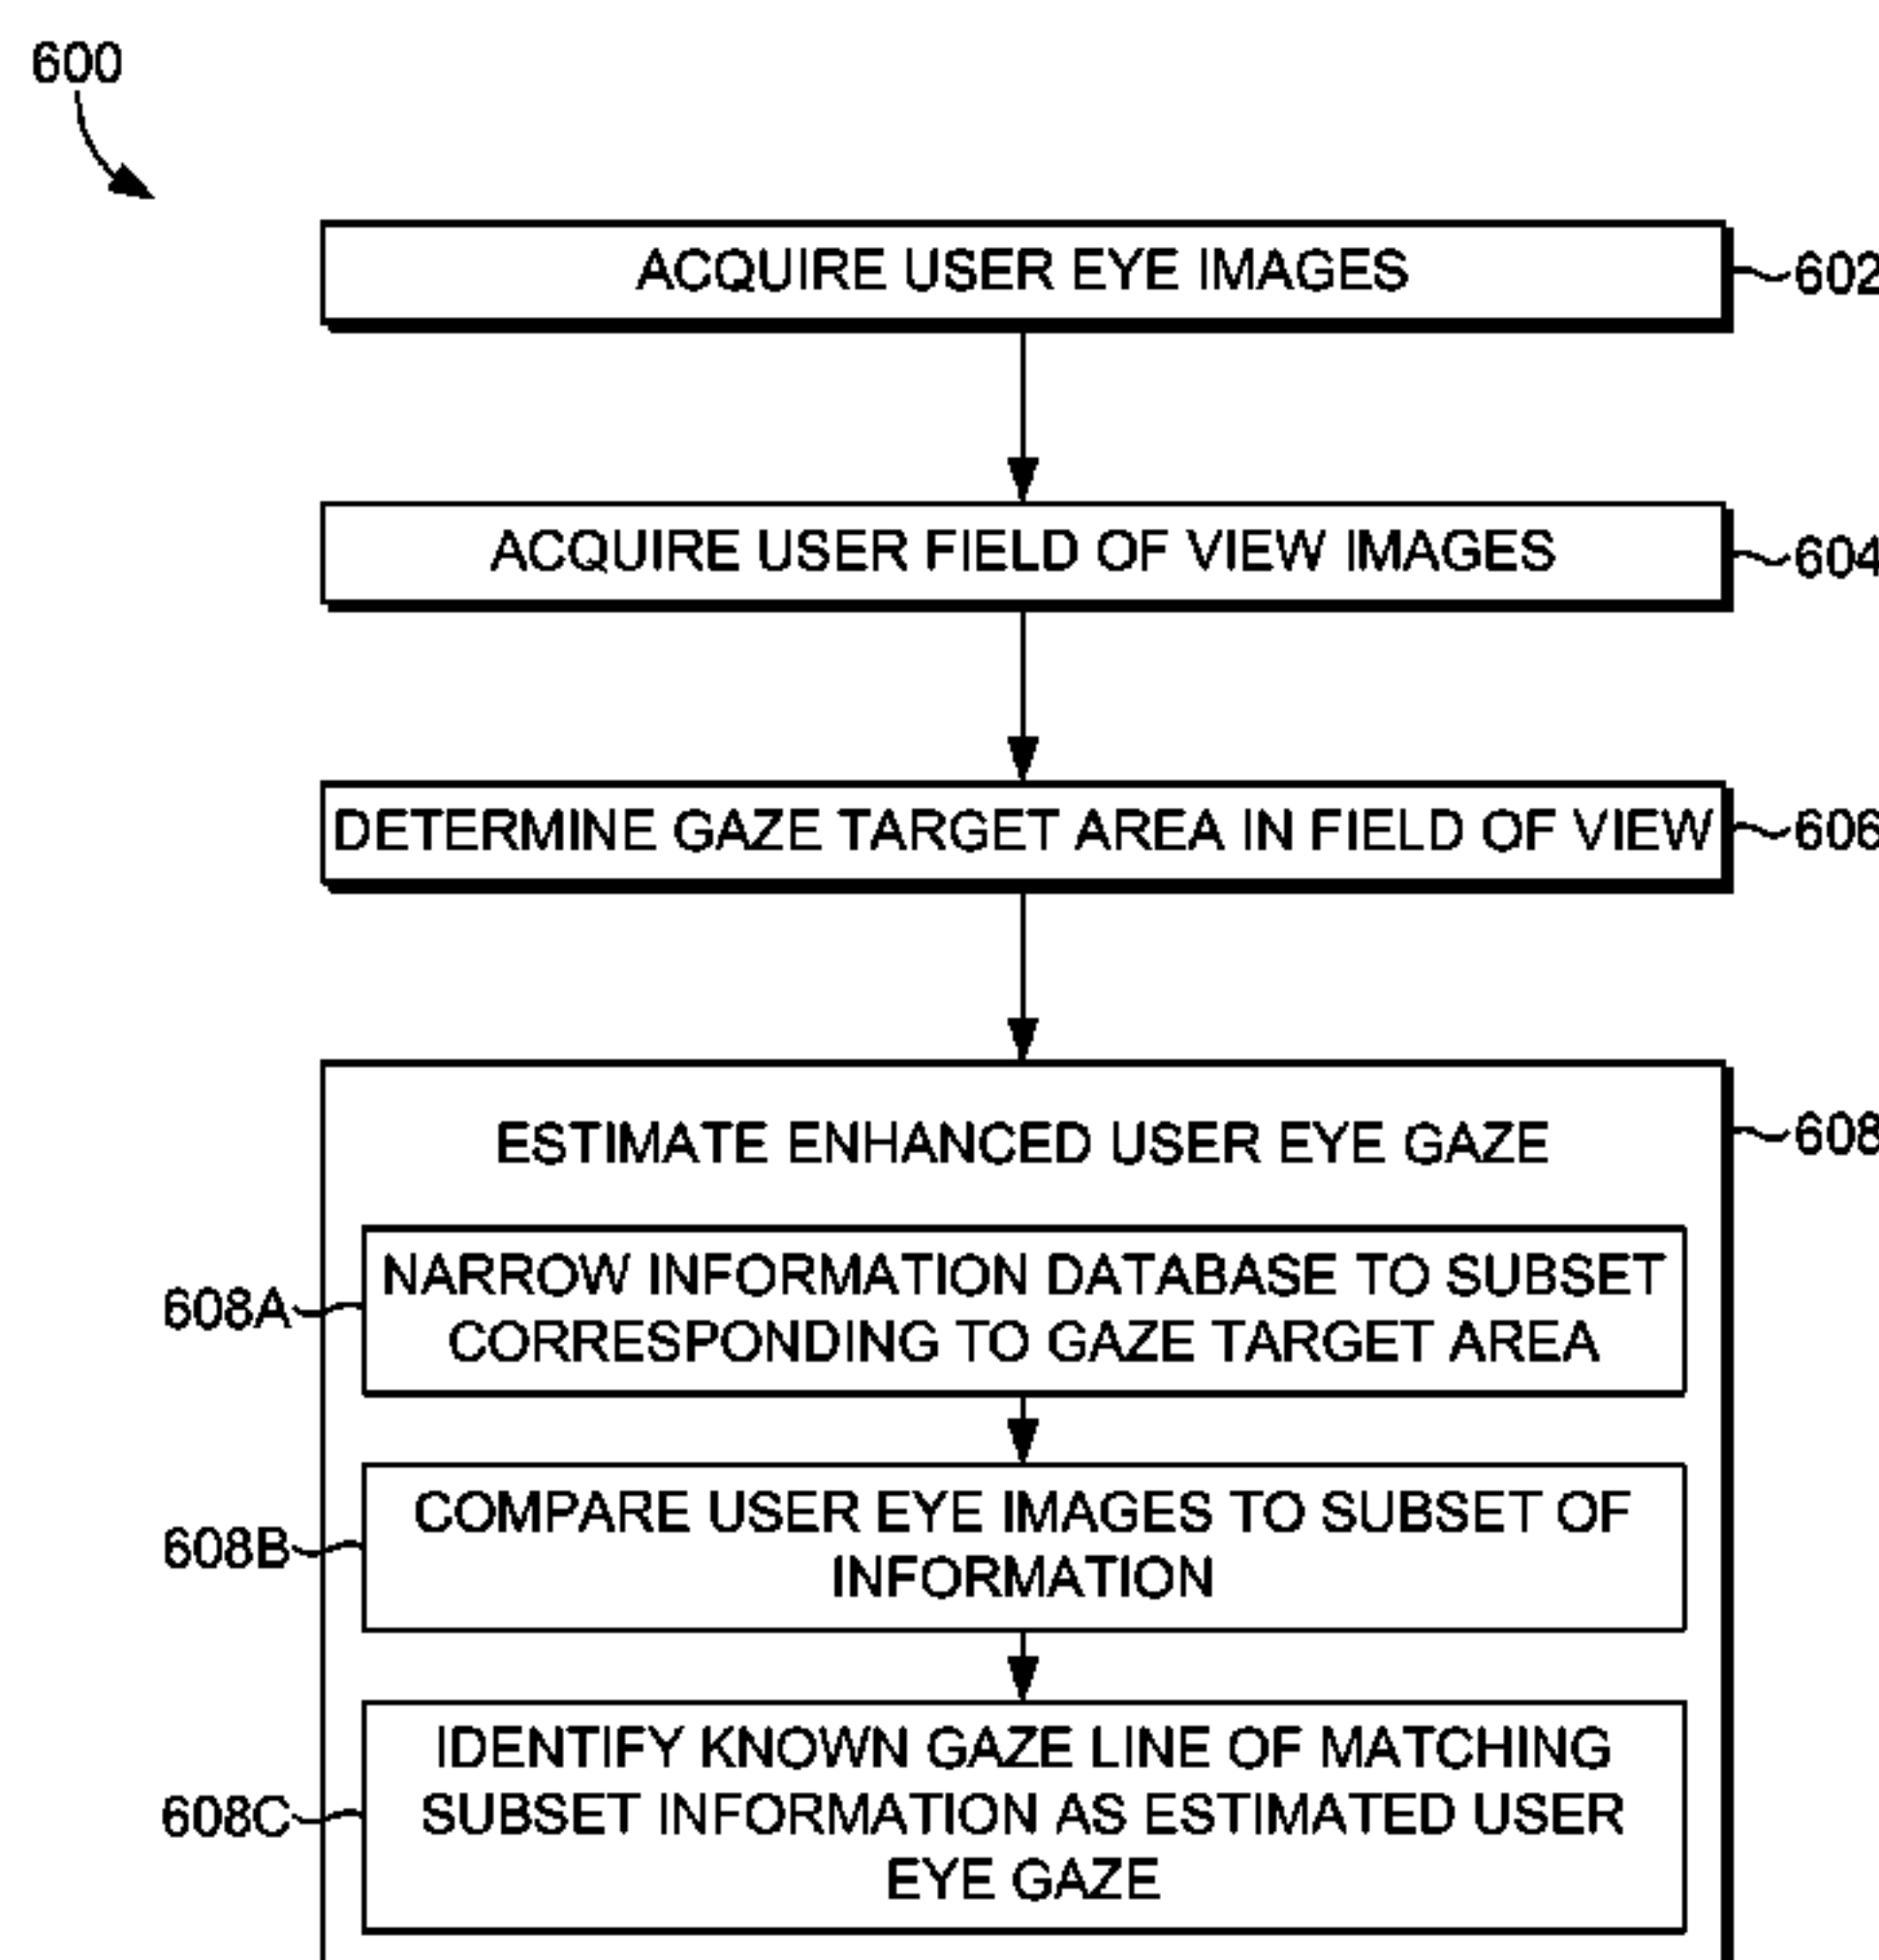 600
ACQUIRE USER EYE IMAGES
602
ACQUIRE USER FIELD OF VIEW IMAGES
604
DETERMINE GAZE TARGET AREA IN FIELD OF VIEW
606
ESTIMATE ENHANCED USER EYE GAZE
608
NARROW INFORMATION DATABASE TO SUBSET
CORRESPONDING TO GAZE TARGET AREA
608A
COMPARE USER EYE IMAGES TO SUBSET OF
INFORMATION
608B
IDENTIFY KNOWN GAZE LINE OF MATCHING
SUBSET INFORMATION AS ESTIMATED USER
EYE GAZE
608C